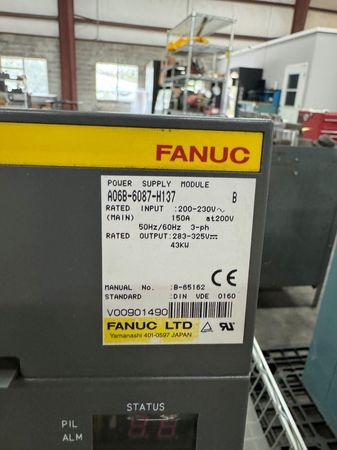 FANUC
POWER SUPPLY MODULE
A06B-6087-H137 B
RATED INPUT :200-230V~
(MAIN) 150A at200V
50Hz/60Hz 3-ph
RATED OUTPUT:283-325V⎓
43KW
MANUAL No. :B-65162
STANDARD :DIN VDE 0160
CE
V00901490
FANUC LTD
Yamanashi 401-0597 JAPAN
STATUS
PIL
ALM